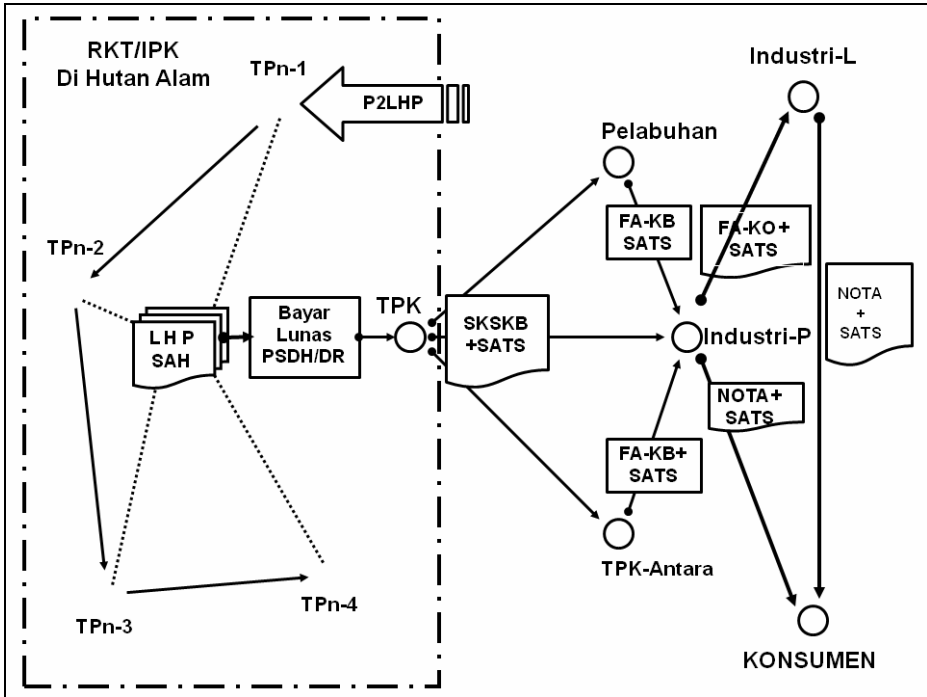 RKT/IPK
Di Hutan Alam
TPn-1
P2LHP
Industri-L
Pelabuhan
FA-KB
SATS
FA-KO+
SATS
TPn-2
NOTA
+
SATS
L H P
SAH
Bayar
Lunas
PSDH/DR
TPK
SKSKB
+SATS
Industri-P
NOTA+
SATS
FA-KB+
SATS
TPK-Antara
TPn-4
TPn-3
KONSUMEN